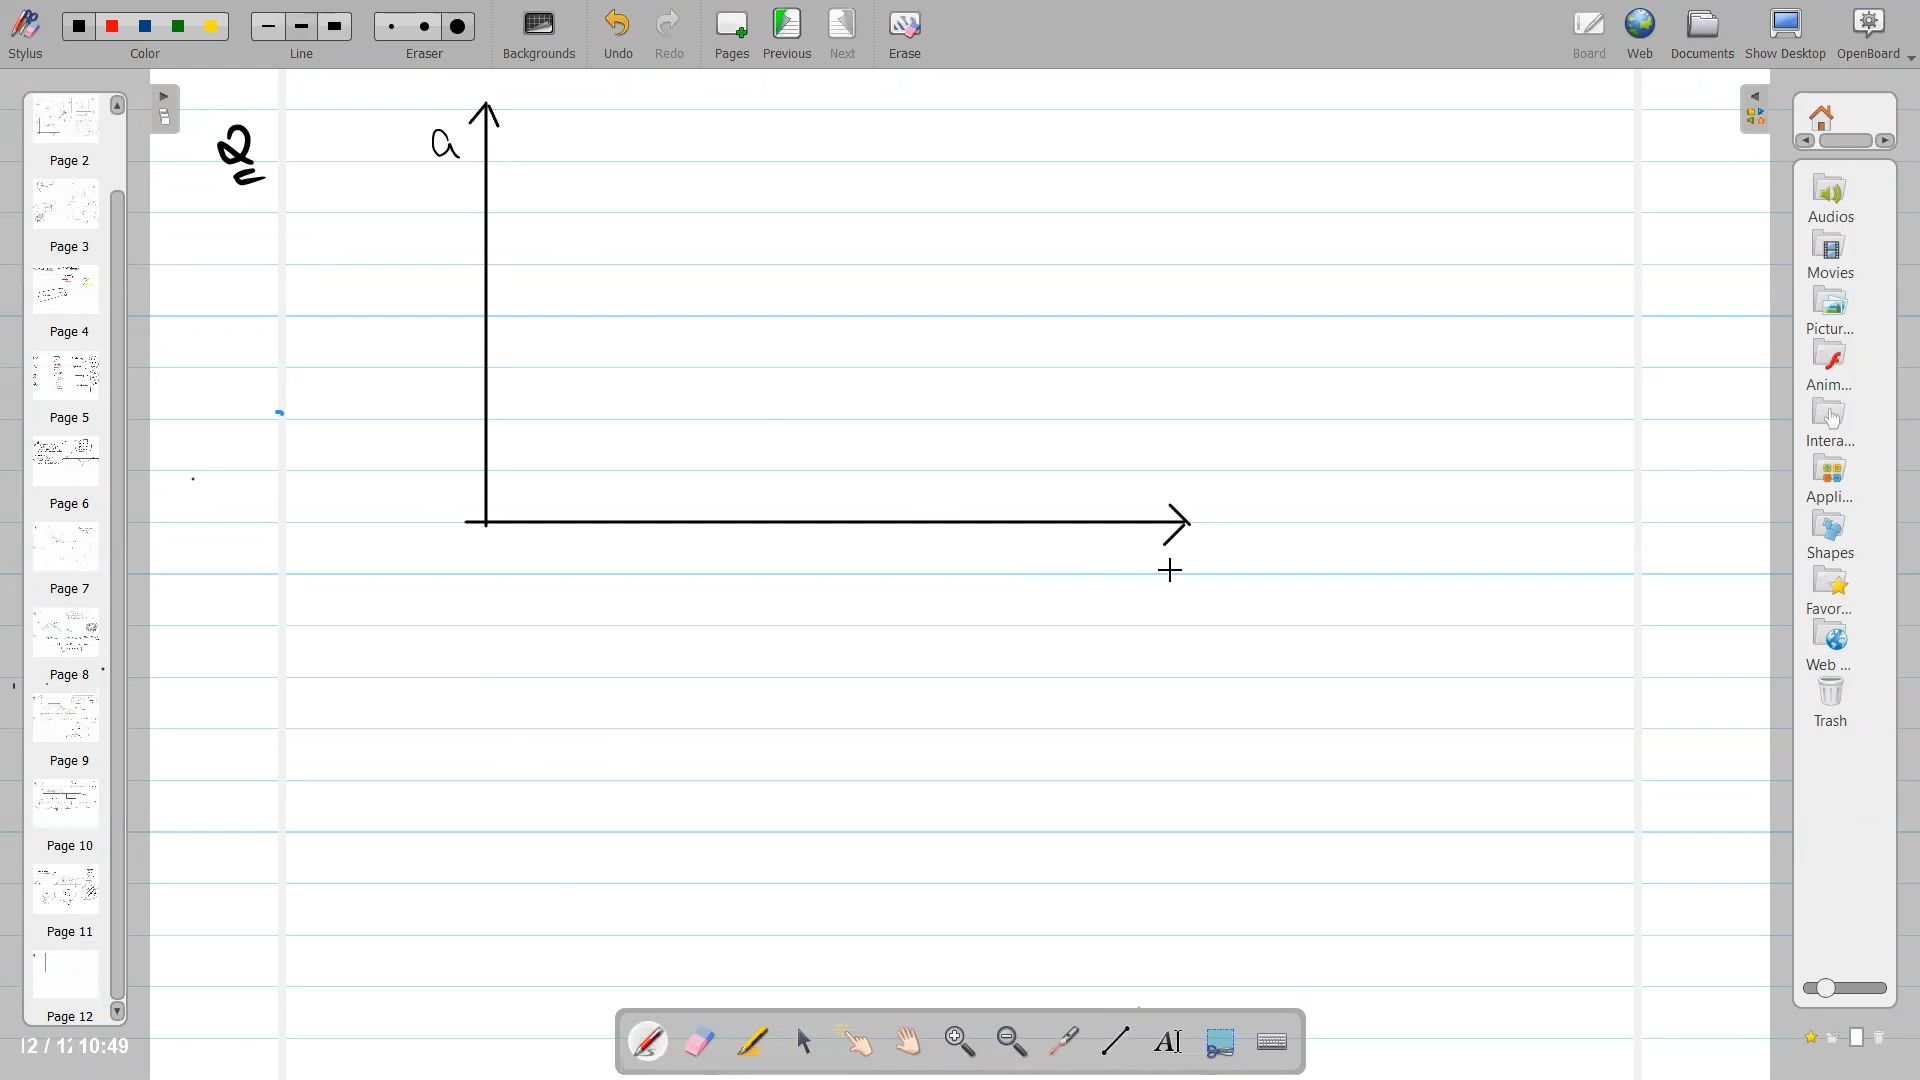 Stylus
Color
Line
Eraser
Backgrounds
Undo
Redo
Pages
Previous
Next
Erase
Board
Web
Documents
Show Desktop
OpenBoard
Page 2
Page 3
Page 4
Page 5
Page 6
Page 7
Page 8
Page 9
Page 10
Page 11
Page 12
12 / 12
10:49
Q
a
Audios
Movies
Pictur...
Anim...
Intera...
Appli...
Shapes
Favor...
Web ...
Trash